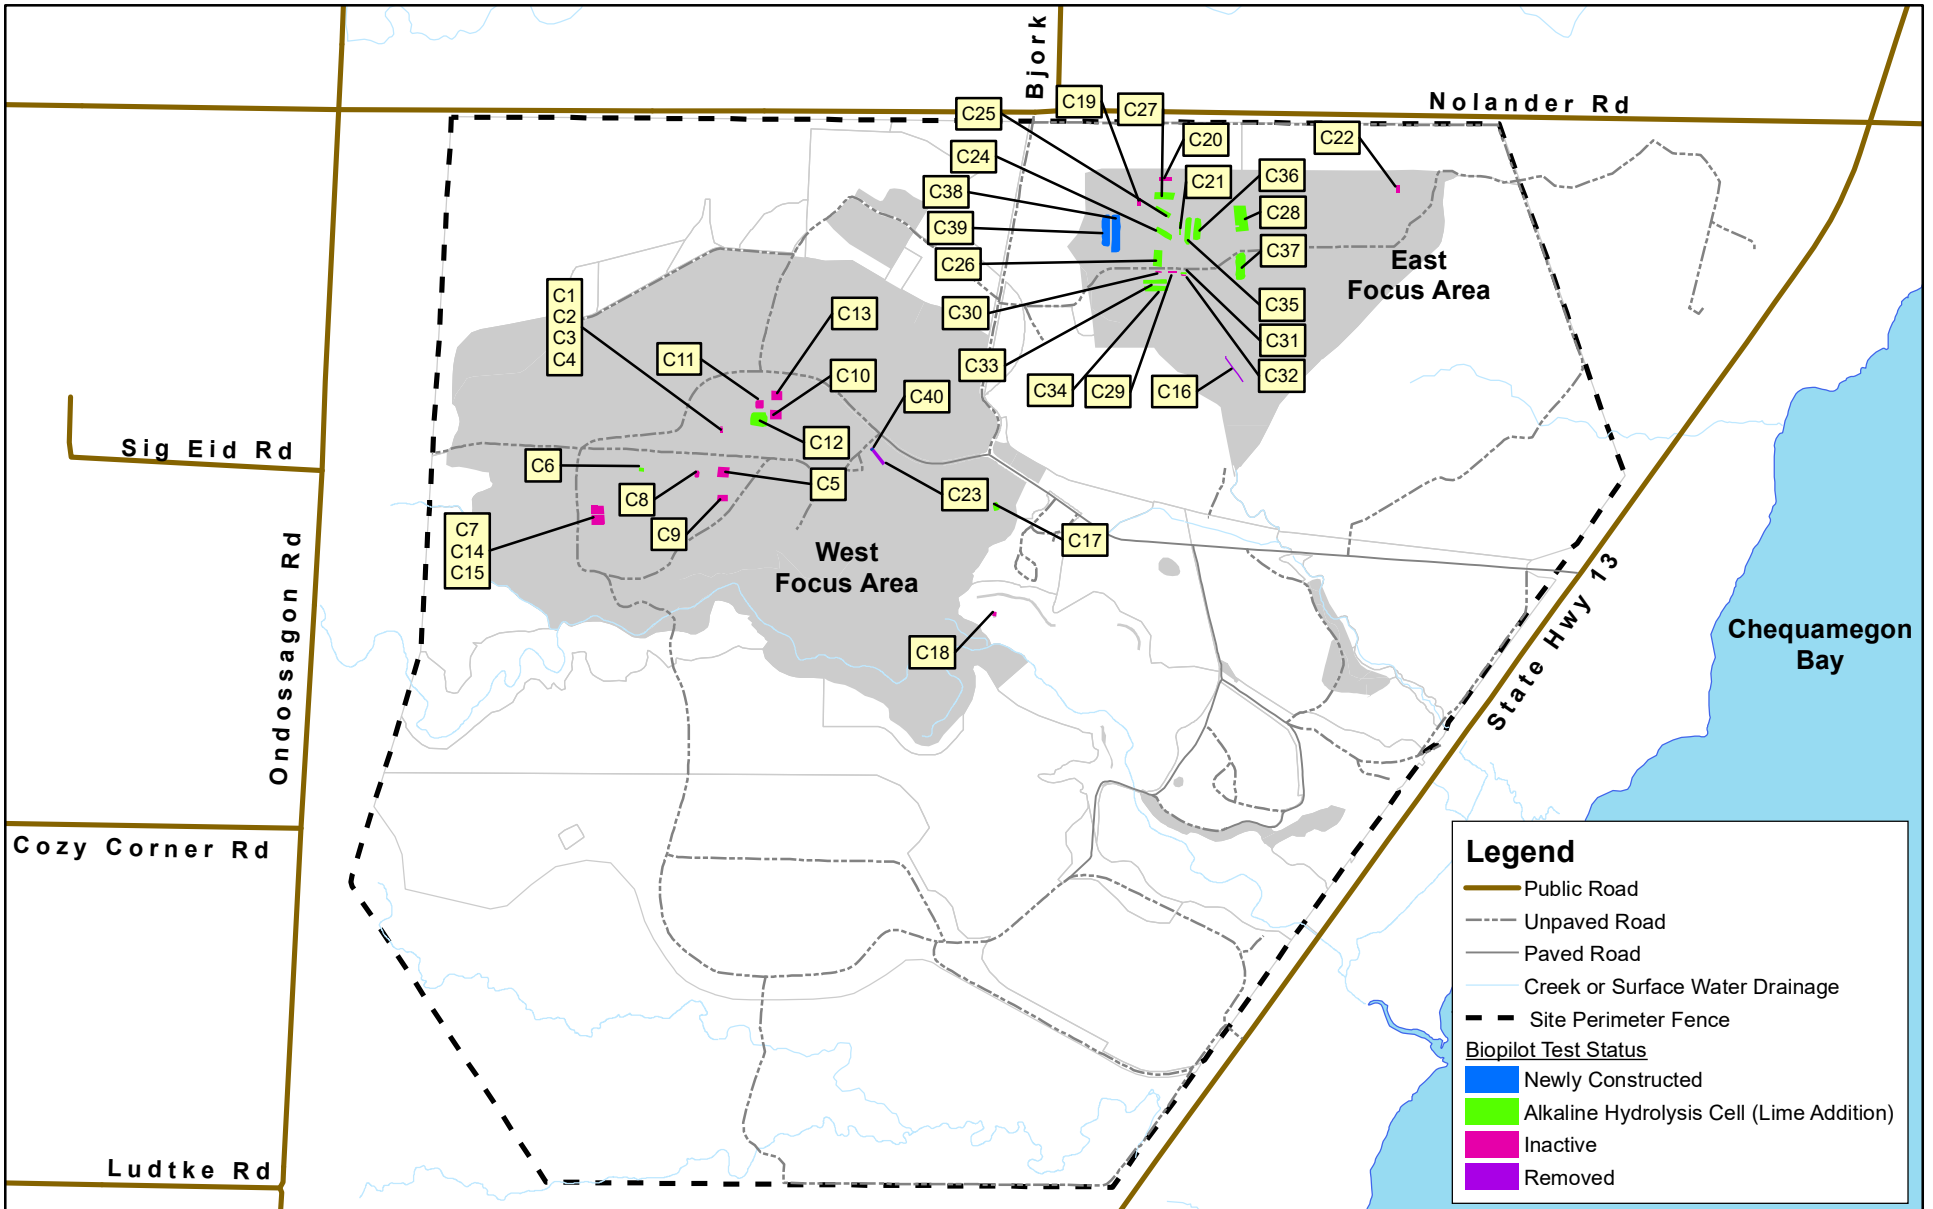 Bjork
Nolander Rd
C19
C27
C25
C20
C22
C24
C21
C36
C38
C28
C39
C37
C26
East
Focus Area
C1
C2
C3
C4
C13
C30
C35
C31
C11
C10
C33
C32
C40
C34
C29
C16
Sig Eid Rd
C12
C6
C5
C8
C23
C9
C17
C7
C14
C15
West
Focus Area
Ondossagon Rd
State Hwy 13
C18
Chequamegon
Bay
Cozy Corner Rd
Ludtke Rd
Legend
Public Road
Unpaved Road
Paved Road
Creek or Surface Water Drainage
Site Perimeter Fence
Biopilot Test Status
Newly Constructed
Alkaline Hydrolysis Cell (Lime Addition)
Inactive
Removed